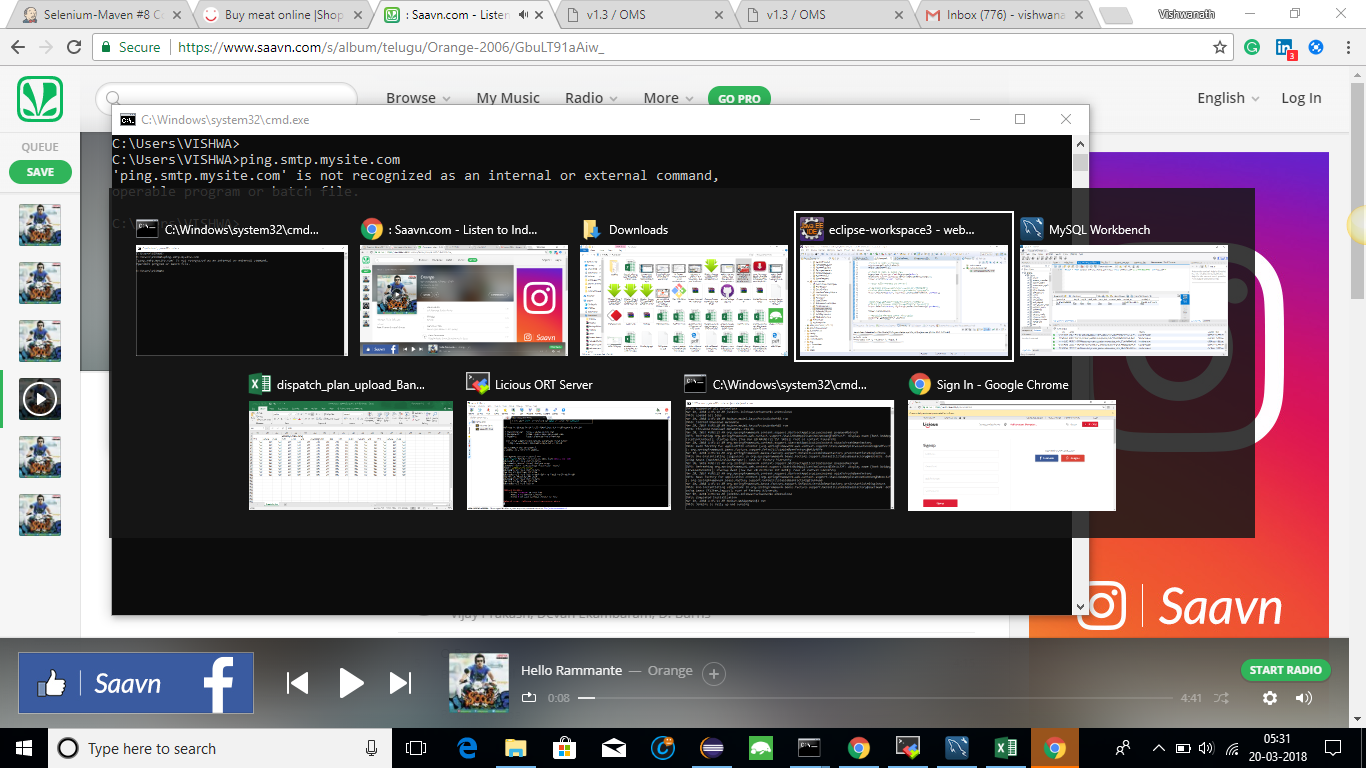 Selenium-Maven #8 C
Buy meat online |Shop
: Saavn.com - Listen
v1.3 / OMS
v1.3 / OMS
Inbox (776) - vishwana
Vishwanath
Secure
https://www.saavn.com/s/album/telugu/Orange-2006/GbuLT91aAiw_
3
Browse
My Music
Radio
More
GO PRO
English
Log In
QUEUE
SAVE
C:\Windows\system32\cmd.exe
C:\Users\VISHWA>
C:\Users\VISHWA>ping.smtp.mysite.com
'ping.smtp.mysite.com' is not recognized as an internal or external command,
operable program or batch file.
C:\Users\VISHWA>
C:\Windows\system32\cmd...
: Saavn.com - Listen to Ind...
Downloads
eclipse-workspace3 - web...
MySQL Workbench
Saavn
dispatch_plan_upload_Ban...
Licious ORT Server
C:\Windows\system32\cmd...
Sign In - Google Chrome
Vijay Prakash, Devan Ekambaram, D. Burns
Saavn
Saavn
Hello Rammante — Orange
0:08
4:41
START RADIO
Type here to search
05:31
20-03-2018